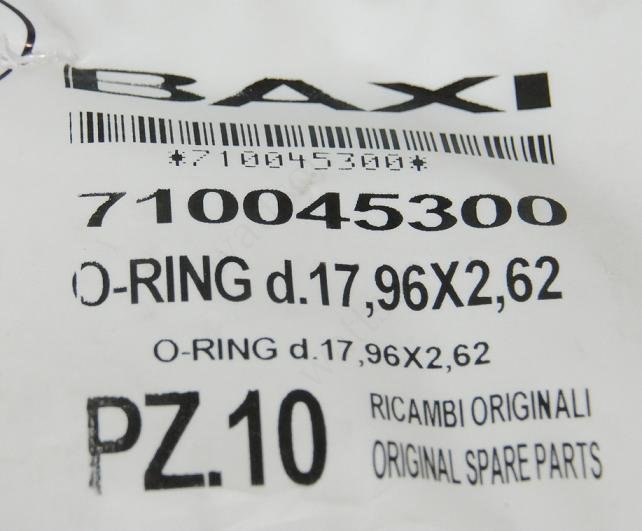 BAXI
*710045300*
710045300
O-RING d.17,96X2,62
O-RING d.17,96X2,62
PZ.10
RICAMBI ORIGINALI
ORIGINAL SPARE PARTS